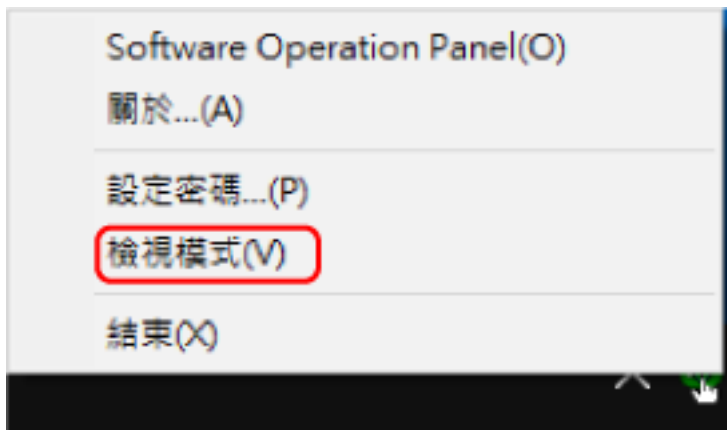 Software Operation Panel(O)
關於...(A)
設定密碼...(P)
檢視模式(V)
結束(X)